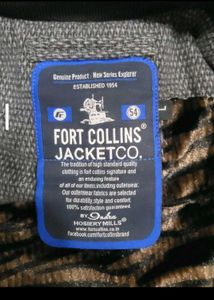 Genuine Product - New Series Explorer
ESTABLISHED 1954
54
FORT COLLINS®
JACKETCO.
The tradition of high standard quality
clothing is fort collins signature and
an enduring feature
of all of our items including outerwear.
Our outerwear fabrics are selected
for durability, style and comfort
100% satisfaction guaranteed
BY Indra
HOSIERY MILLS®
www.fortcollins.co.in
facebook.com/fortcollinsbrand
L